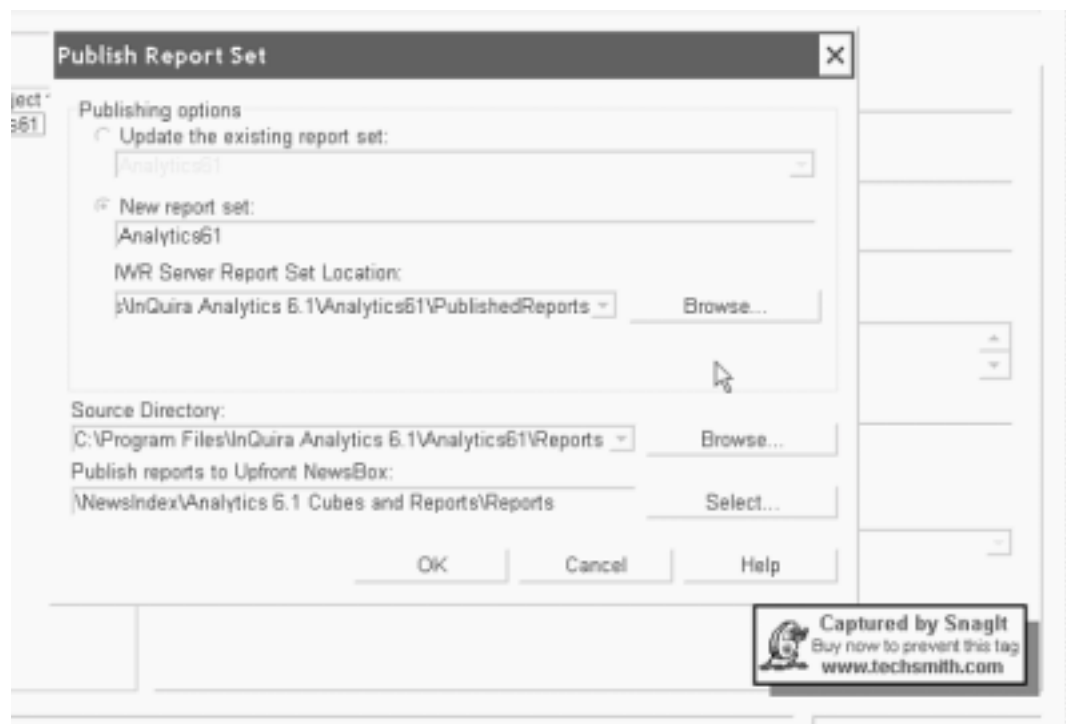 Publish Report Set
Publishing options
Update the existing report set:
Analytics61
New report set:
Analytics61
IWR Server Report Set Location:
s\InQuira Analytics 6.1\Analytics61\PublishedReports
Browse...
Source Directory:
C:\Program Files\InQuira Analytics 6.1\Analytics61\Reports
Browse...
Publish reports to Upfront NewsBox:
\NewsIndex\Analytics 6.1 Cubes and Reports\Reports
Select...
OK
Cancel
Help
ject
s61
Captured by SnagIt
Buy now to prevent this tag
www.techsmith.com